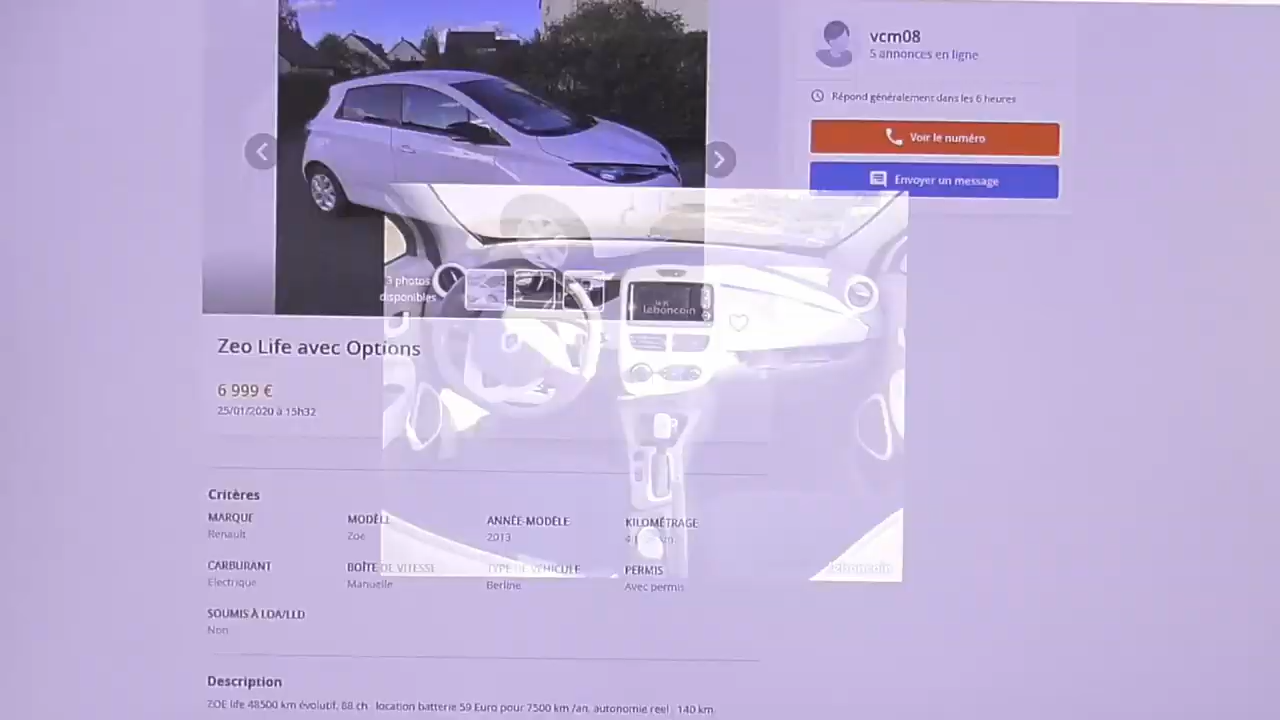 vcm08
5 annonces en ligne
Répond généralement dans les 6 heures
Voir le numéro
Envoyer un message
3 photos
disponibles
leboncoin
Zeo Life avec Options
6 999 €
25/01/2020 à 15h32
Critères
MARQUE
Renault
MODÈLE
Zoe
ANNÉE-MODÈLE
2013
KILOMÉTRAGE
CARBURANT
Electrique
BOÎTE DE VITESSE
Manuelle
TYPE DE VÉHICULE
Berline
PERMIS
Avec permis
leboncoin
SOUMIS À LOA/LLD
Non
Description
ZOE life 48500 km évolutif, 88 ch location batterie 59 Euro pour 7500 km /an, autonomie reel 140 km